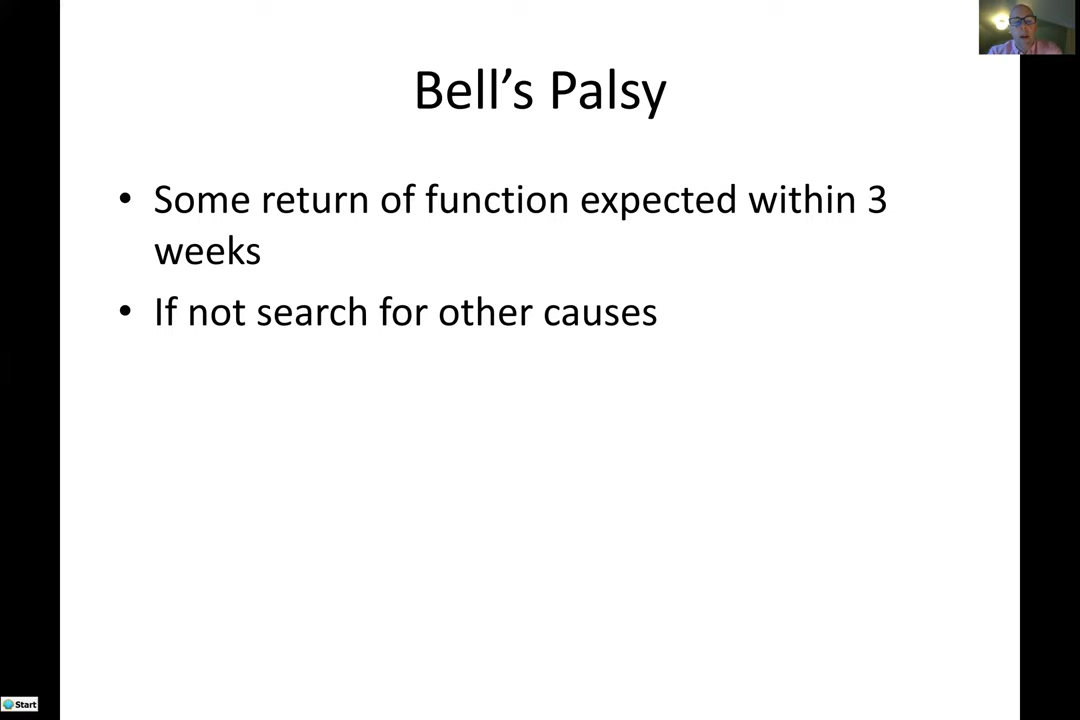 Bell’s Palsy
• Some return of function expected within 3
weeks
• If not search for other causes
Start